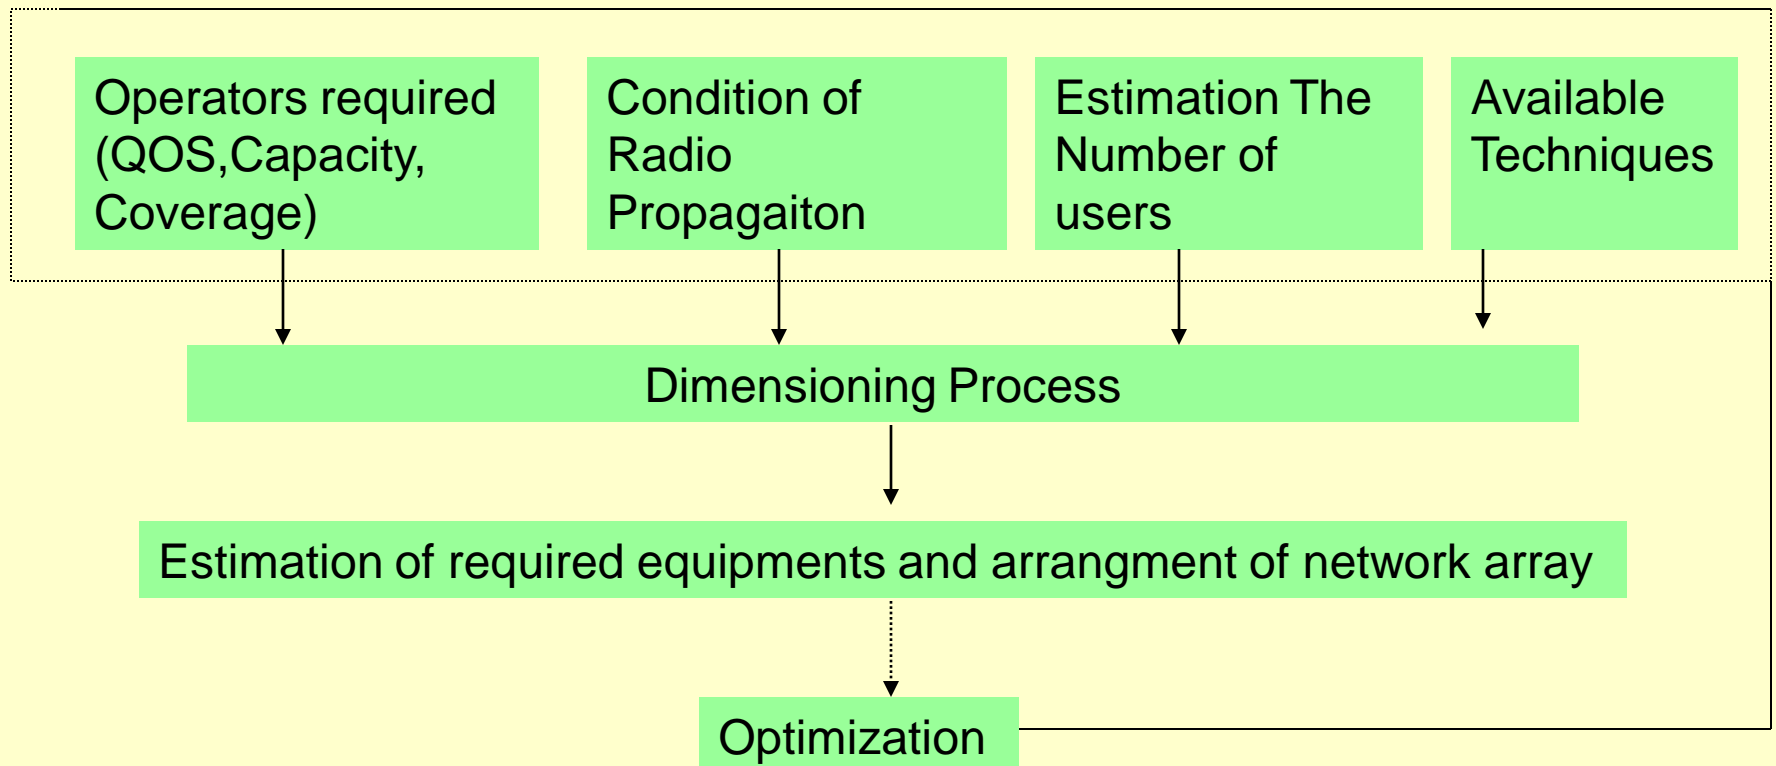 Operators required
(QOS,Capacity,
Coverage)
Condition of
Radio
Propagaiton
Estimation The
Number of
users
Available
Techniques
Dimensioning Process
Estimation of required equipments and arrangment of network array
Optimization